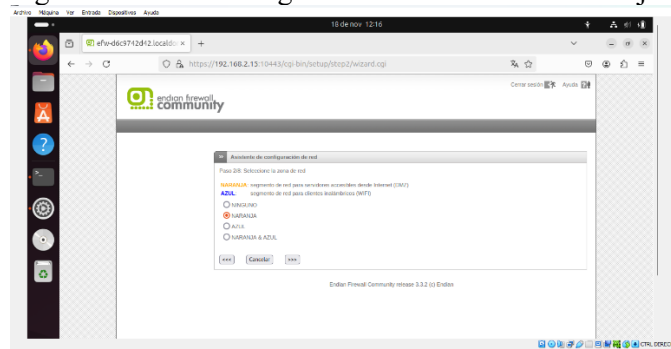 Archivo Máquina Ver Entrada Dispositivos Ayuda
18 de nov 12:16
efw-d6c9742d42.localdo
https://192.168.2.15:10443/cgi-bin/setup/step2/wizard.cgi
Cerrar sesión Ayuda
endian firewall
community
Asistente de configuración de red
Paso 2/8: Seleccione la zona de red
NARANJA: segmento de red para servidores accesibles desde Internet (DMZ)
AZUL: segmento de red para clientes inalámbricos (WIFI)
NINGUNO
NARANJA
AZUL
NARANJA & AZUL
<<< Cancelar >>>
Endian Firewall Community release 3.3.2 (c) Endian
CTRL DEREC